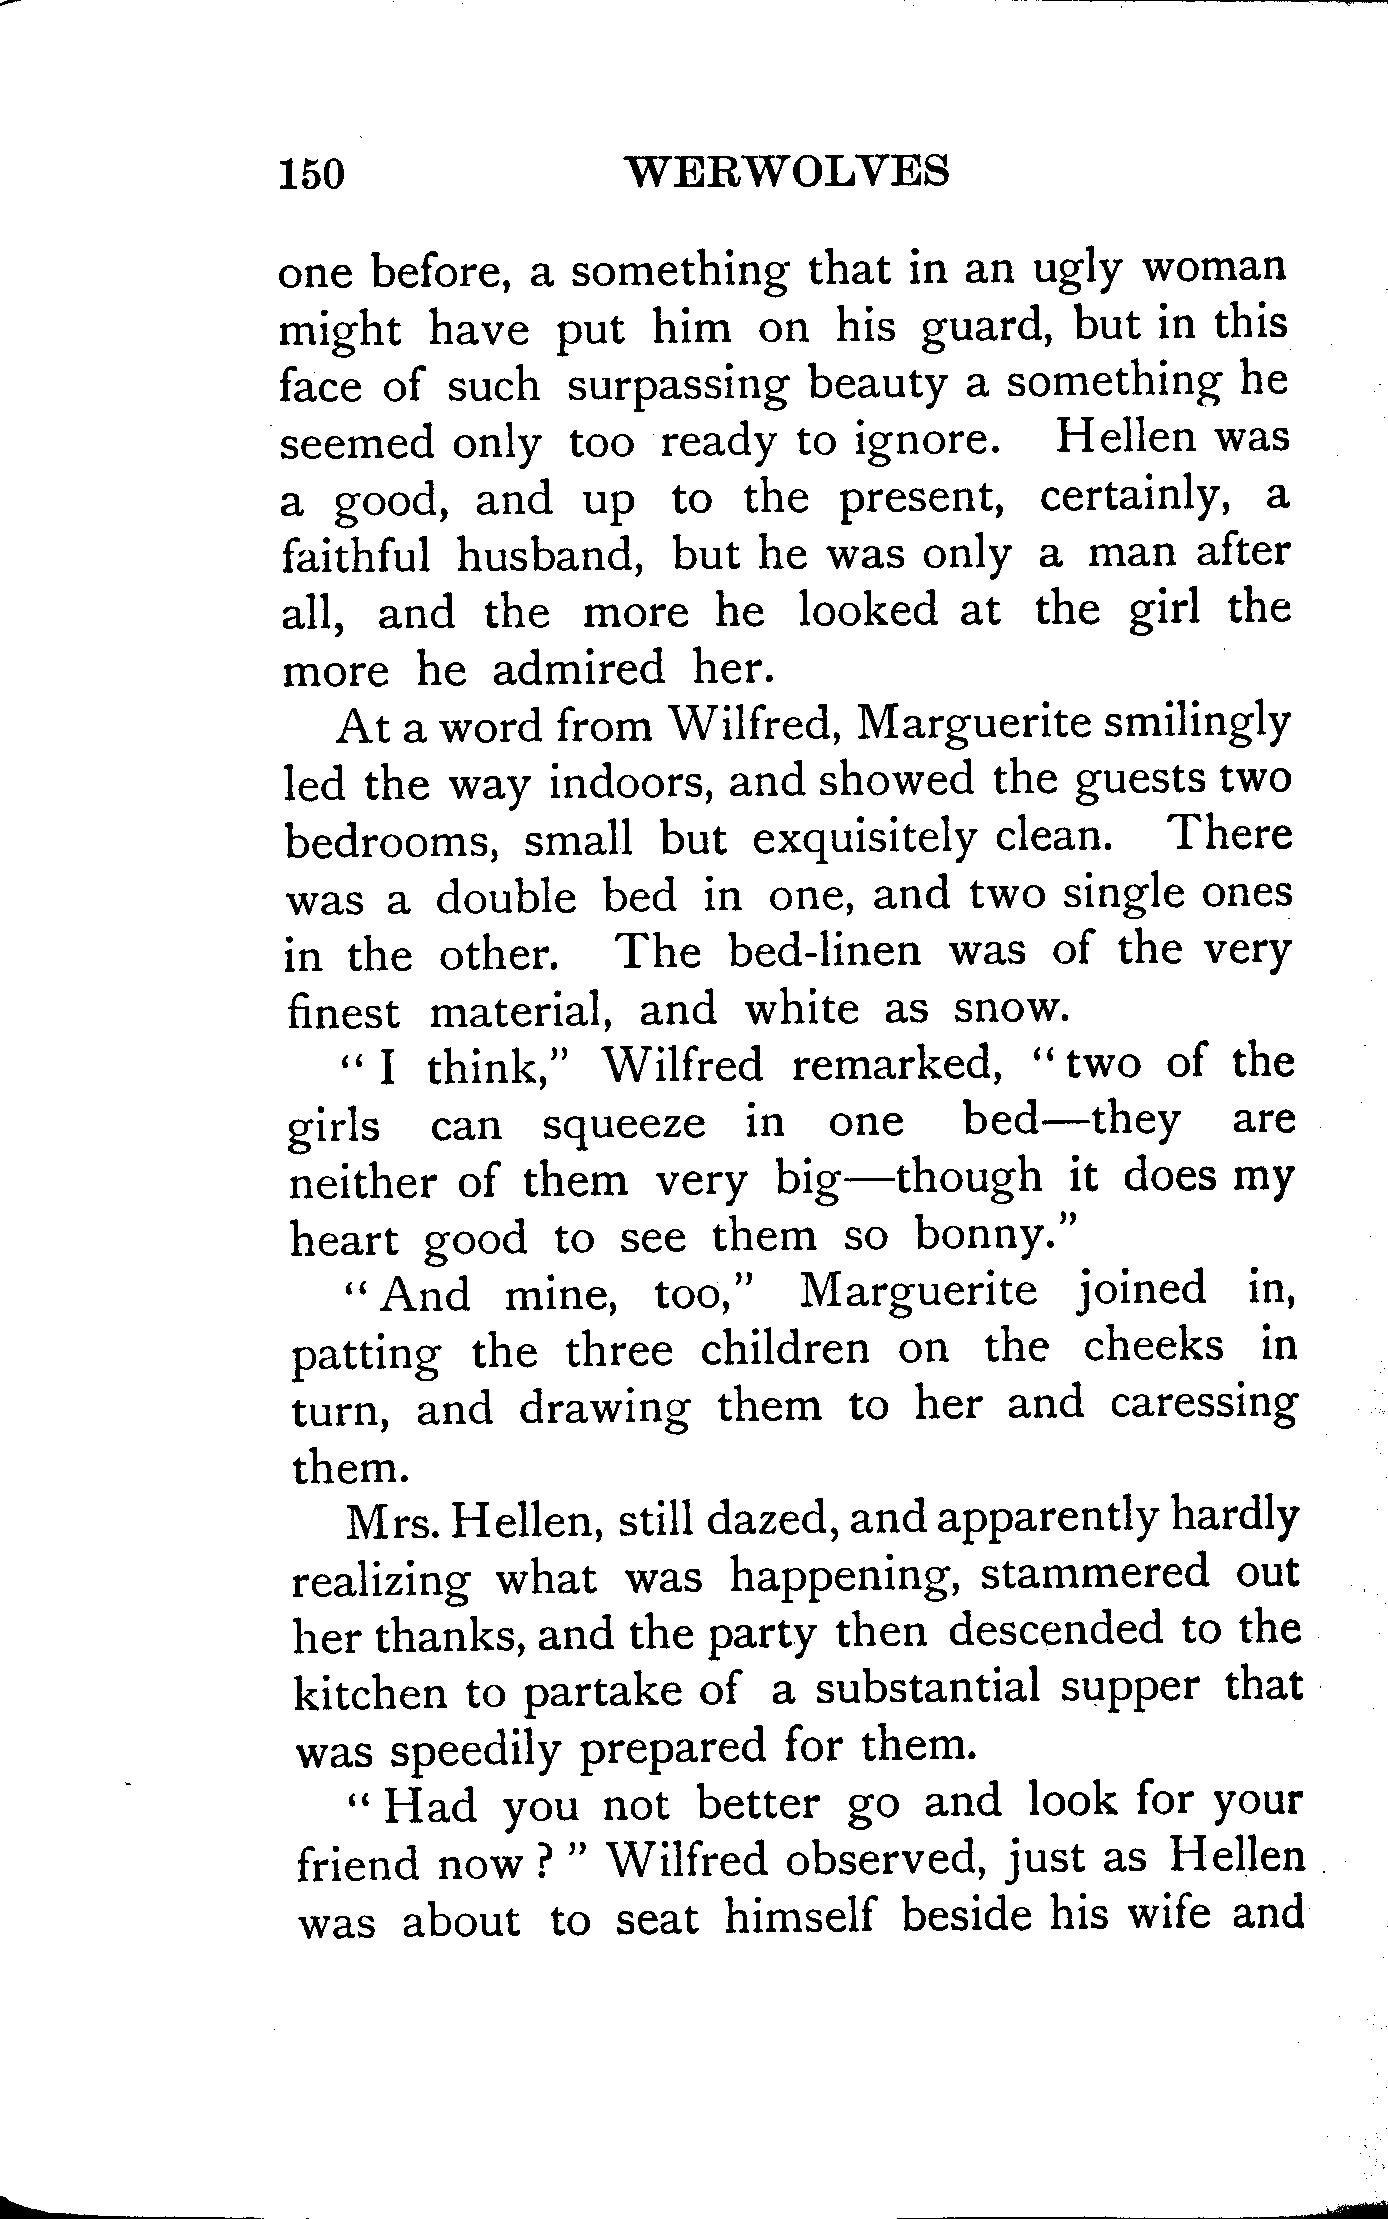 150 WERWOLVES
one before, a something that in an ugly woman
might have put him on his guard, but in this
face of such surpassing beauty a something he
seemed only too ready to ignore. Hellen was
a good, and up to the present, certainly, a
faithful husband, but he was only a man after
all, and the more he looked at the girl the
more he admired her.
At a word from Wilfred, Marguerite smilingly
led the way indoors, and showed the guests two
bedrooms, small but exquisitely clean. There
was a double bed in one, and two single ones
in the other. The bed-linen was of the very
finest material, and white as snow.
“ I think,” Wilfred remarked, “ two of the
girls can squeeze in one bed—they are
neither of them very big—though it does my
heart good to see them so bonny.”
“ And mine, too,” Marguerite joined in,
patting the three children on the cheeks in
turn, and drawing them to her and caressing
them.
Mrs. Hellen, still dazed, and apparently hardly
realizing what was happening, stammered out
her thanks, and the party then descended to the
kitchen to partake of a substantial supper that
was speedily prepared for them.
“ Had you not better go and look for your
friend now ? ” Wilfred observed, just as Hellen
was about to seat himself beside his wife and